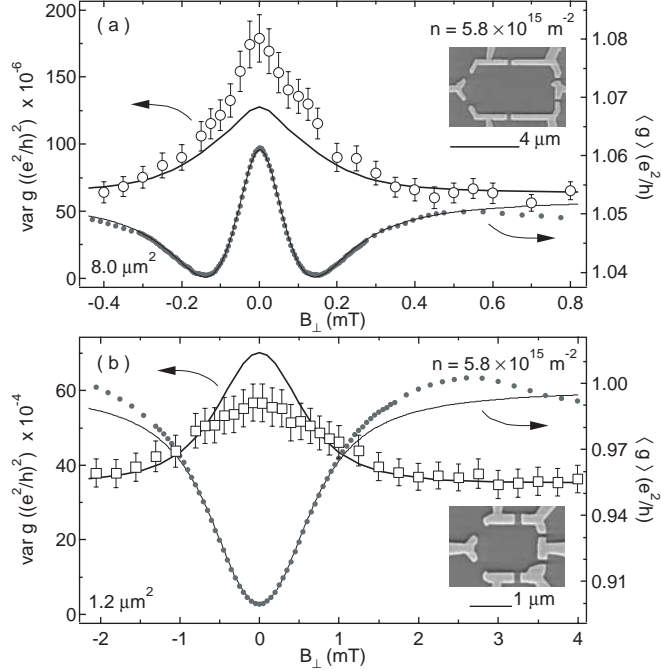 ( a )
n = 5.8 × 10¹⁵ m⁻²
4 μm
8.0 μm²
200
150
100
50
0
var g ((e²/h)²) x 10⁻⁶
1.08
1.07
1.06
1.05
1.04
⟨ g ⟩ (e²/h)
-0.4 -0.2 0.0 0.2 0.4 0.6 0.8
B⊥ (mT)
( b )
n = 5.8 × 10¹⁵ m⁻²
1 μm
1.2 μm²
60
40
20
0
var g ((e²/h)²) x 10⁻⁴
1.00
0.97
0.94
0.91
⟨ g ⟩ (e²/h)
-2 -1 0 1 2 3 4
B⊥ (mT)